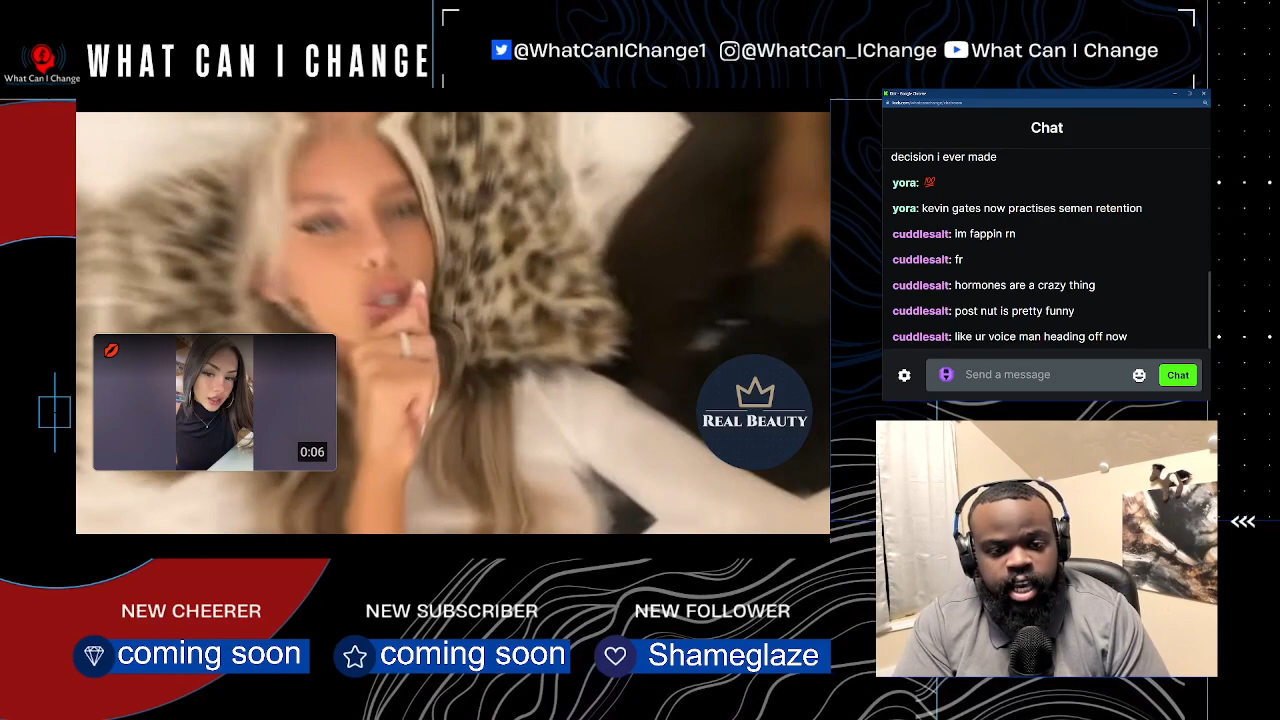 WHAT CAN I CHANGE
What Can I Change
@WhatCanIChange1
@WhatCan_IChange
What Can I Change
Chat
decision i ever made
yora: 💯
yora: kevin gates now practises semen retention
cuddlesalt: im fappin rn
cuddlesalt: fr
cuddlesalt: hormones are a crazy thing
cuddlesalt: post nut is pretty funny
cuddlesalt: like ur voice man heading off now
Send a message
Chat
0:06
REAL BEAUTY
NEW CHEERER
coming soon
NEW SUBSCRIBER
coming soon
NEW FOLLOWER
Shameglaze